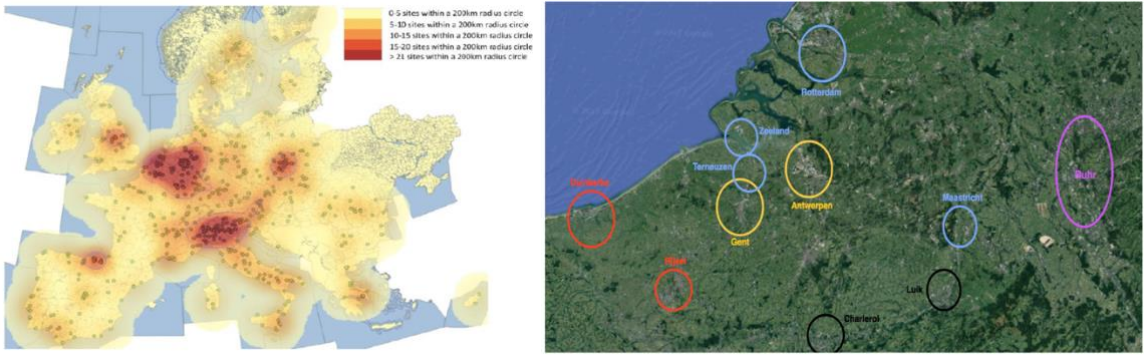 0-5 sites within a 200km radius circle
5-10 sites within a 200km radius circle
10-15 sites within a 200km radius circle
15-20 sites within a 200km radius circle
> 21 sites within a 200km radius circle
Rotterdam
Zeeland
Terneuzen
Antwerpen
Gent
Maastricht
Ruhr
Luik
Charleroi